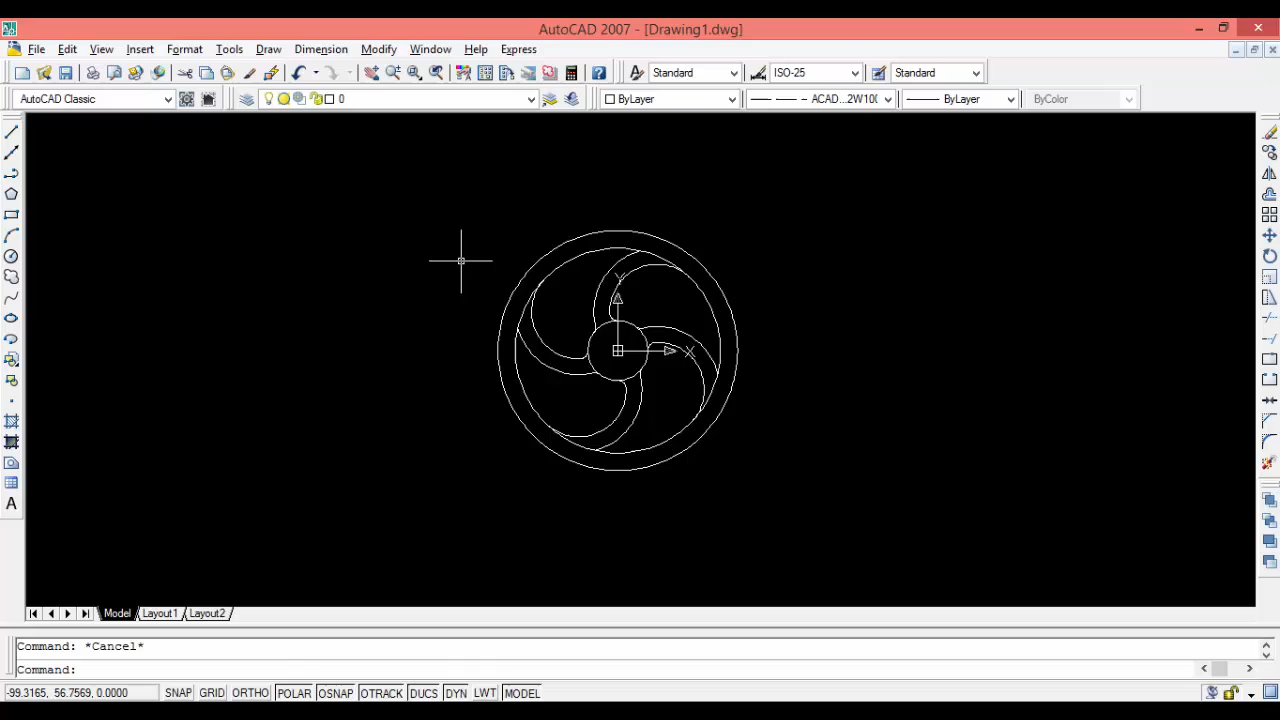 AutoCAD 2007 - [Drawing1.dwg]
File Edit View Insert Format Tools Draw Dimension Modify Window Help Express
Standard ISO-25 Standard
AutoCAD Classic 0 ByLayer ACAD...2W100 ByLayer ByColor
Y
X
A
Model Layout1 Layout2
Command: *Cancel*
Command:
-99.3165, 56.7569, 0.0000 SNAP GRID ORTHO POLAR OSNAP OTRACK DUCS DYN LWT MODEL